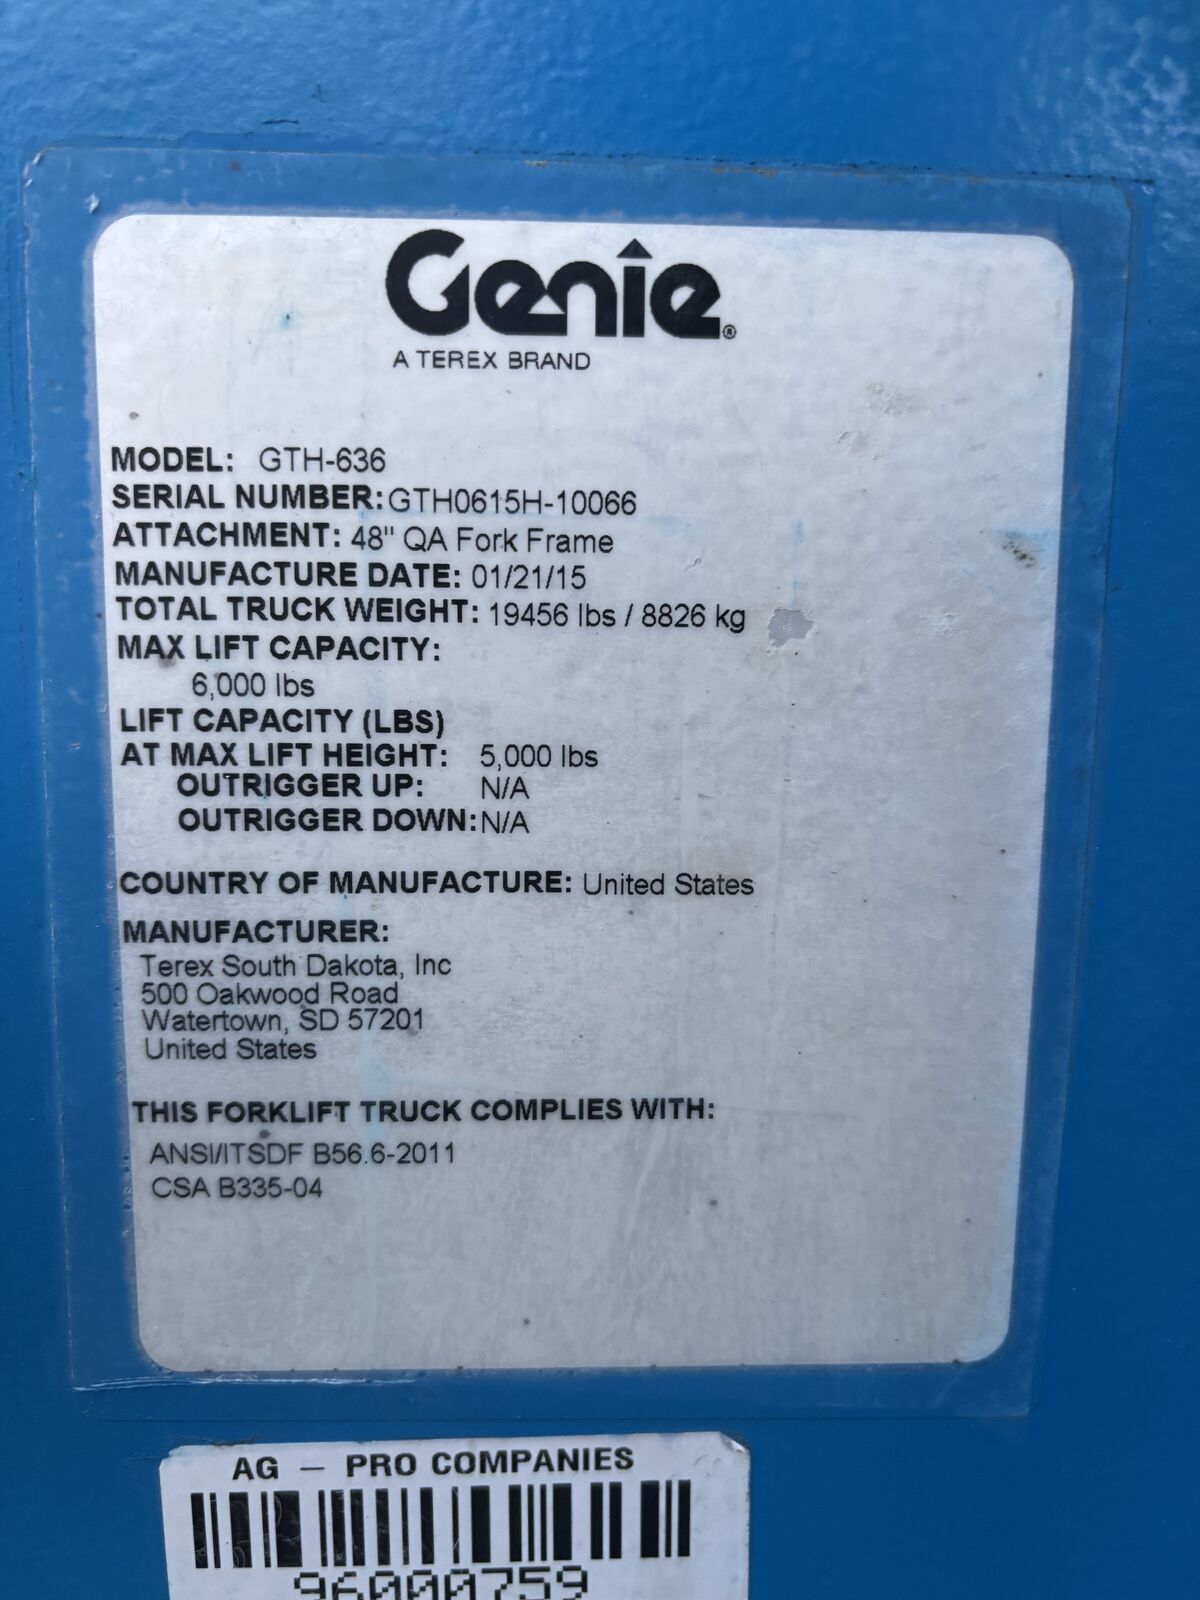 Genie®
A TEREX BRAND
MODEL: GTH-636
SERIAL NUMBER:GTH0615H-10066
ATTACHMENT: 48" QA Fork Frame
MANUFACTURE DATE: 01/21/15
TOTAL TRUCK WEIGHT: 19456 lbs / 8826 kg
MAX LIFT CAPACITY:
6,000 lbs
LIFT CAPACITY (LBS)
AT MAX LIFT HEIGHT: 5,000 lbs
OUTRIGGER UP: N/A
OUTRIGGER DOWN:N/A
COUNTRY OF MANUFACTURE: United States
MANUFACTURER:
Terex South Dakota, Inc
500 Oakwood Road
Watertown, SD 57201
United States
THIS FORKLIFT TRUCK COMPLIES WITH:
ANSI/ITSDF B56.6-2011
CSA B335-04
AG – PRO COMPANIES
96000759